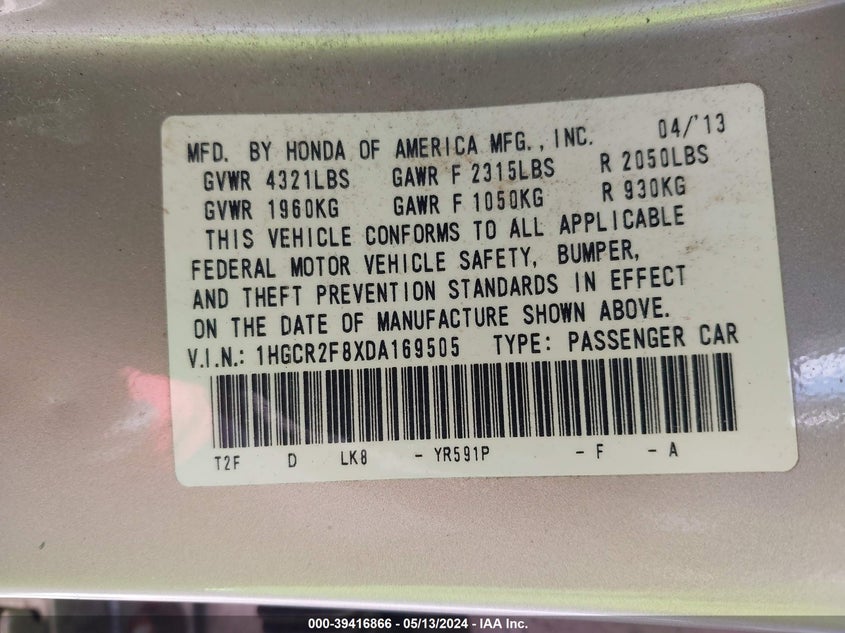 MFD. BY HONDA OF AMERICA MFG., INC. 04/'13
GVWR 4321LBS GAWR F 2315LBS R 2050LBS
GVWR 1960KG GAWR F 1050KG R 930KG
THIS VEHICLE CONFORMS TO ALL APPLICABLE
FEDERAL MOTOR VEHICLE SAFETY, BUMPER,
AND THEFT PREVENTION STANDARDS IN EFFECT
ON THE DATE OF MANUFACTURE SHOWN ABOVE.
V.I.N.: 1HGCR2F8XDA169505 TYPE: PASSENGER CAR
T2F D LK8 - YR591P - F - A
000-39416866 - 05/13/2024 - IAA Inc.